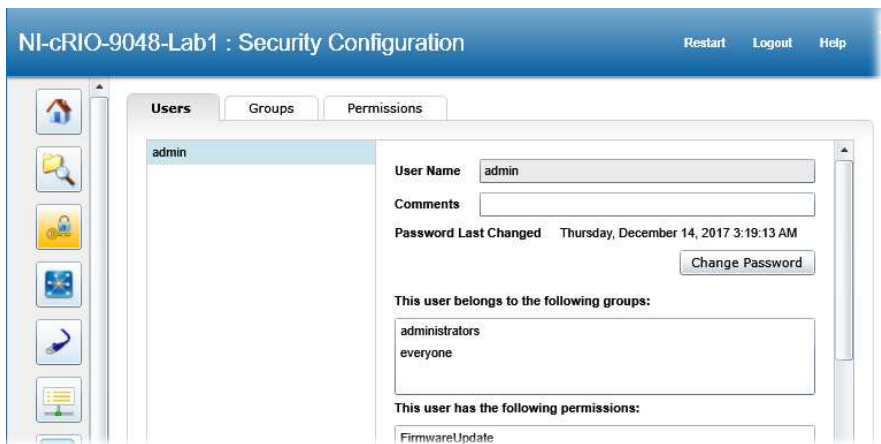 NI-cRIO-9048-Lab1 : Security Configuration
Restart Logout Help
Users Groups Permissions
admin
User Name admin
Comments
Password Last Changed Thursday, December 14, 2017 3:19:13 AM
Change Password
This user belongs to the following groups:
administrators
everyone
This user has the following permissions:
FirmwareUpdate